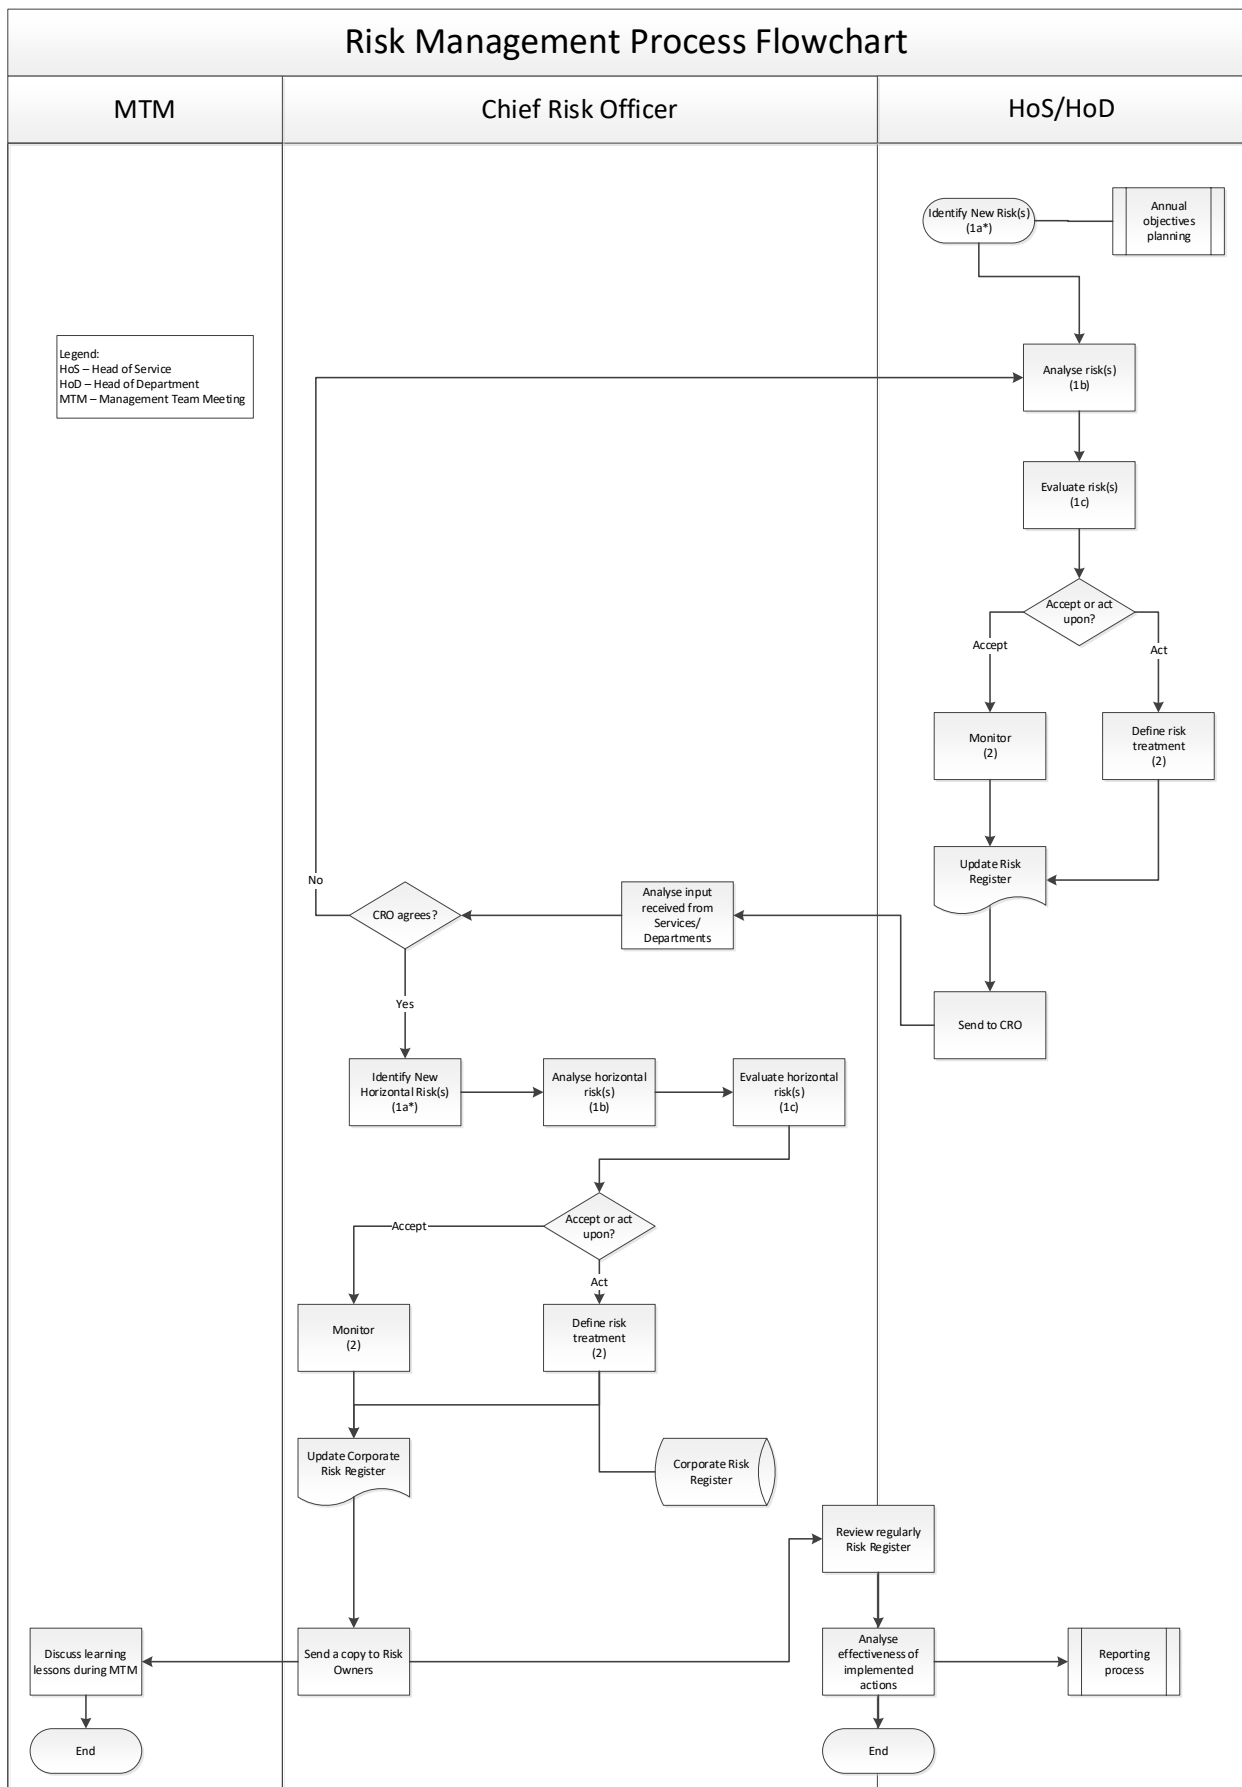 Risk Management Process Flowchart
MTM
Chief Risk Officer
HoS/HoD
Identify New Risk(s)
(1a*)
Annual
objectives
planning
Legend:
HoS – Head of Service
HoD – Head of Department
MTM – Management Team Meeting
Analyse risk(s)
(1b)
Evaluate risk(s)
(1c)
Accept or act
upon?
Accept
Act
Monitor
(2)
Define risk
treatment
(2)
Update Risk
Register
No
CRO agrees?
Analyse input
received from
Services/
Departments
Yes
Send to CRO
Identify New
Horizontal Risk(s)
(1a*)
Analyse horizontal
risk(s)
(1b)
Evaluate horizontal
risk(s)
(1c)
Accept or act
upon?
Accept
Act
Monitor
(2)
Define risk
treatment
(2)
Update Corporate
Risk Register
Corporate Risk
Register
Review regularly
Risk Register
Discuss learning
lessons during MTM
Send a copy to Risk
Owners
Analyse
effectiveness of
implemented
actions
Reporting
process
End
End